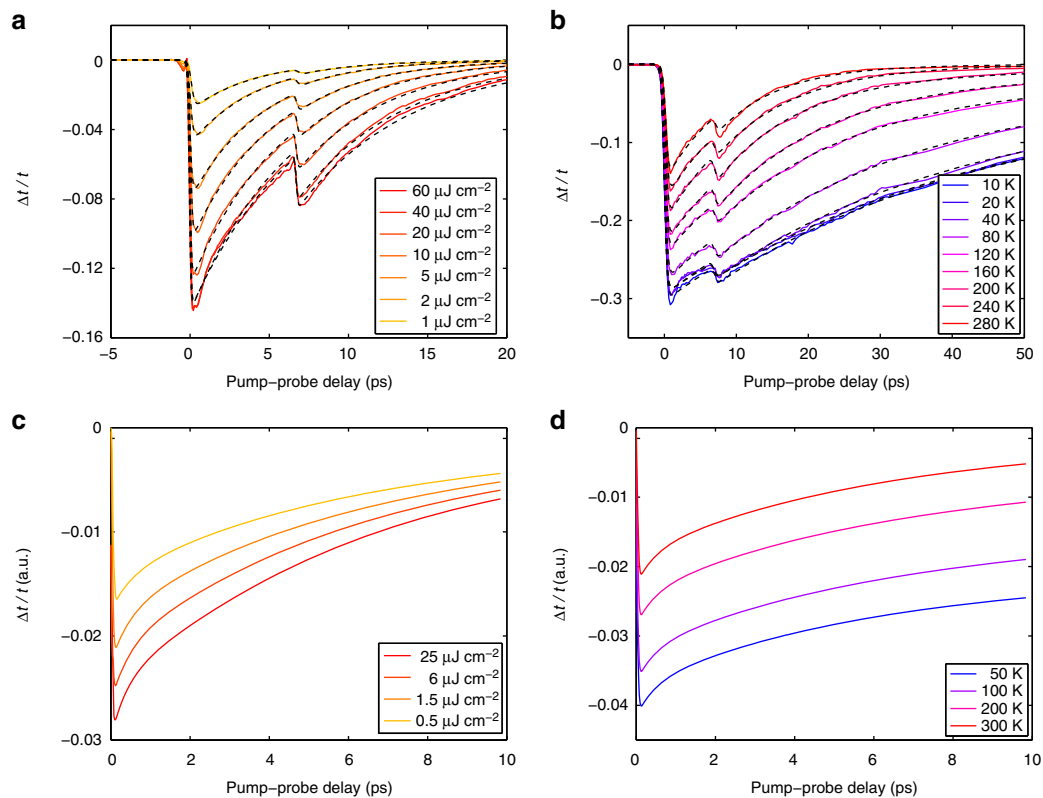 a
0
−0.04
−0.08
−0.12
−0.16
Δt / t
60 μJ cm⁻²
40 μJ cm⁻²
20 μJ cm⁻²
10 μJ cm⁻²
5 μJ cm⁻²
2 μJ cm⁻²
1 μJ cm⁻²
−5 0 5 10 15 20
Pump–probe delay (ps)
b
0
−0.1
−0.2
−0.3
Δt / t
10 K
20 K
40 K
80 K
120 K
160 K
200 K
240 K
280 K
0 10 20 30 40 50
Pump–probe delay (ps)
c
0
−0.01
−0.02
−0.03
Δt / t (a.u.)
25 μJ cm⁻²
6 μJ cm⁻²
1.5 μJ cm⁻²
0.5 μJ cm⁻²
0 2 4 6 8 10
Pump–probe delay (ps)
d
0
−0.01
−0.02
−0.03
−0.04
Δt / t (a.u.)
50 K
100 K
200 K
300 K
0 2 4 6 8 10
Pump–probe delay (ps)